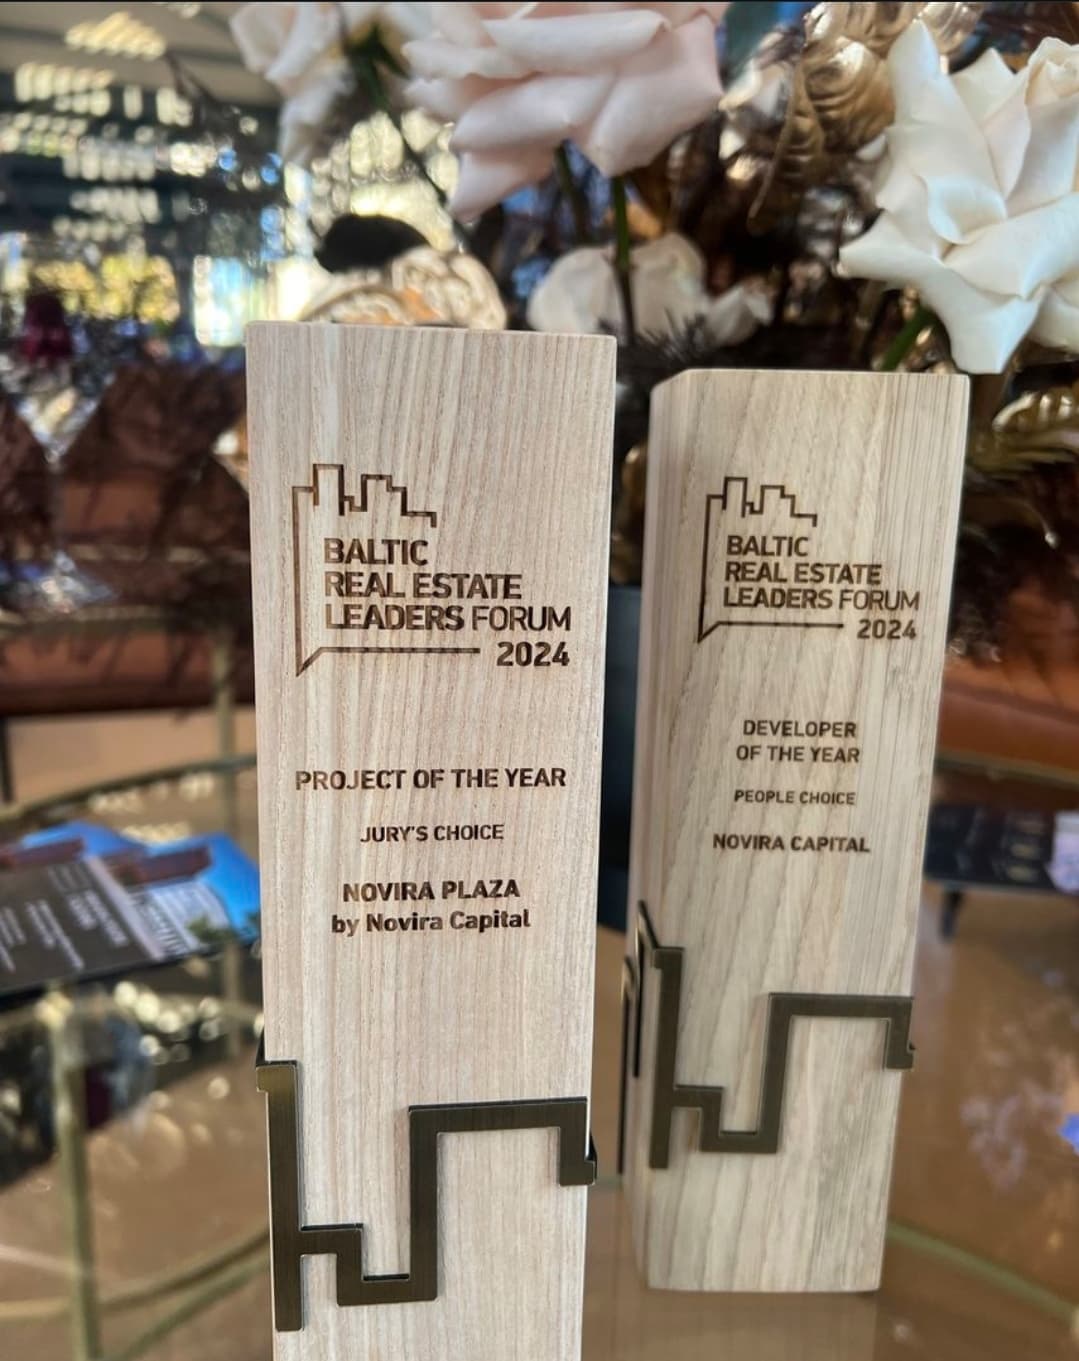 BALTIC
REAL ESTATE
LEADERS FORUM
2024
PROJECT OF THE YEAR
JURY'S CHOICE
NOVIRA PLAZA
by Novira Capital
BALTIC
REAL ESTATE
LEADERS FORUM
2024
DEVELOPER
OF THE YEAR
PEOPLE CHOICE
NOVIRA CAPITAL